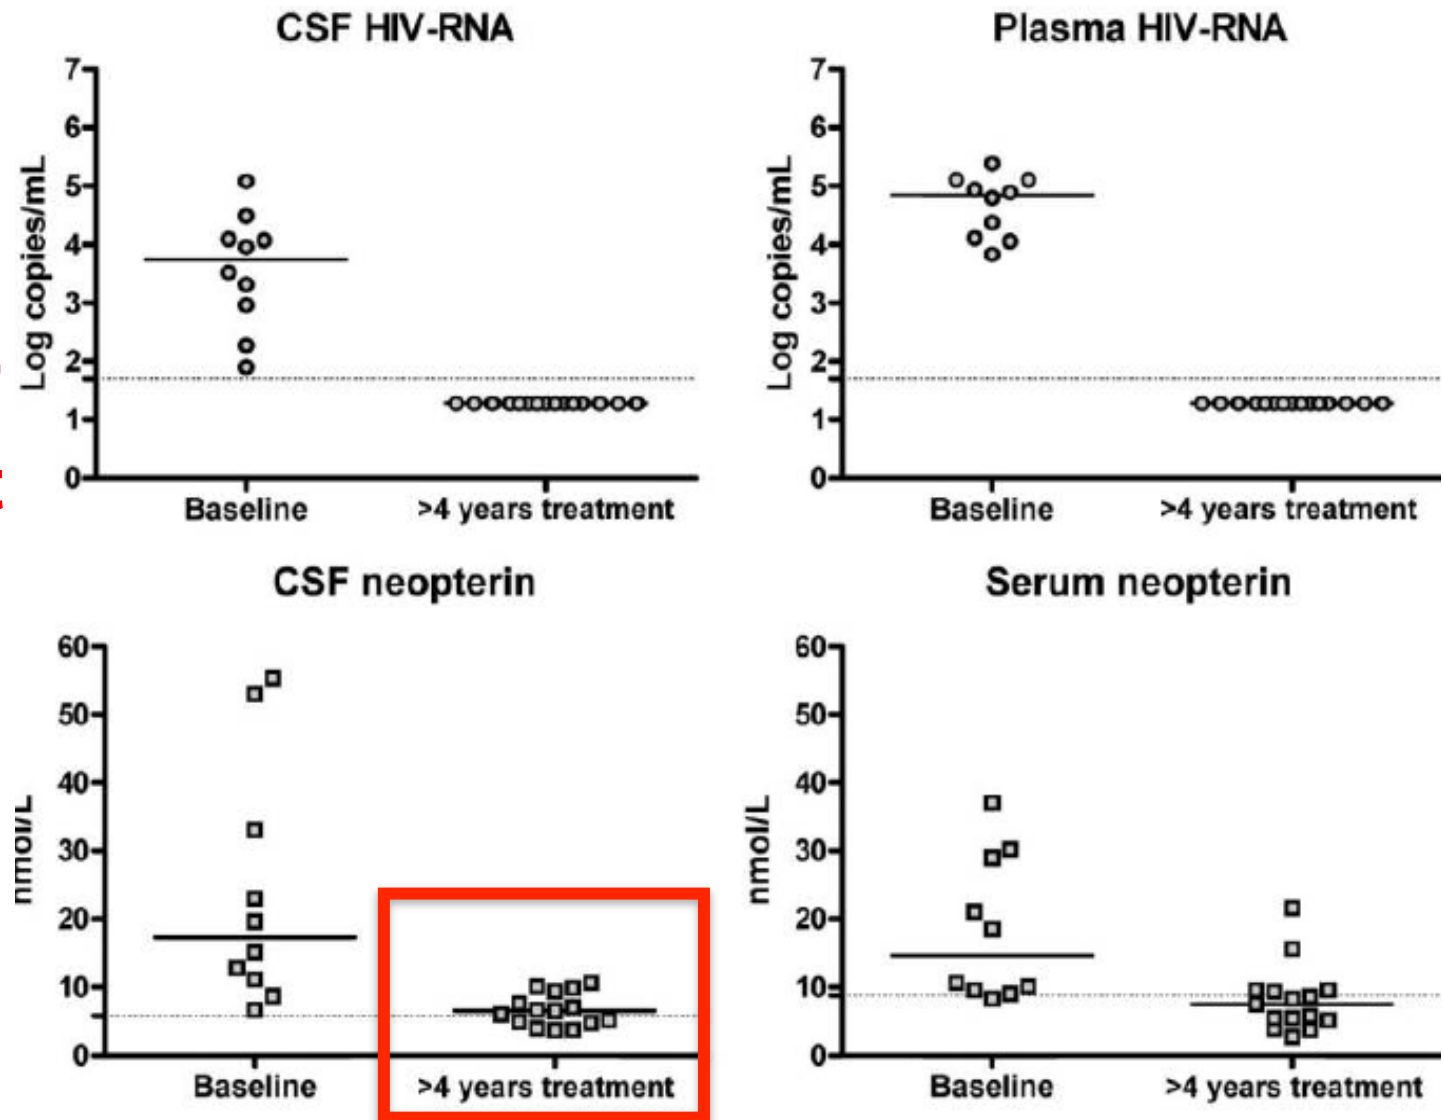 CSF HIV-RNA
Log copies/mL
7
6
5
4
3
2
1
0
Baseline >4 years treatment
Plasma HIV-RNA
Log copies/mL
7
6
5
4
3
2
1
0
Baseline >4 years treatment
CSF neopterin
nmol/L
60
50
40
30
20
10
0
Baseline >4 years treatment
Serum neopterin
nmol/L
60
50
40
30
20
10
0
Baseline >4 years treatment